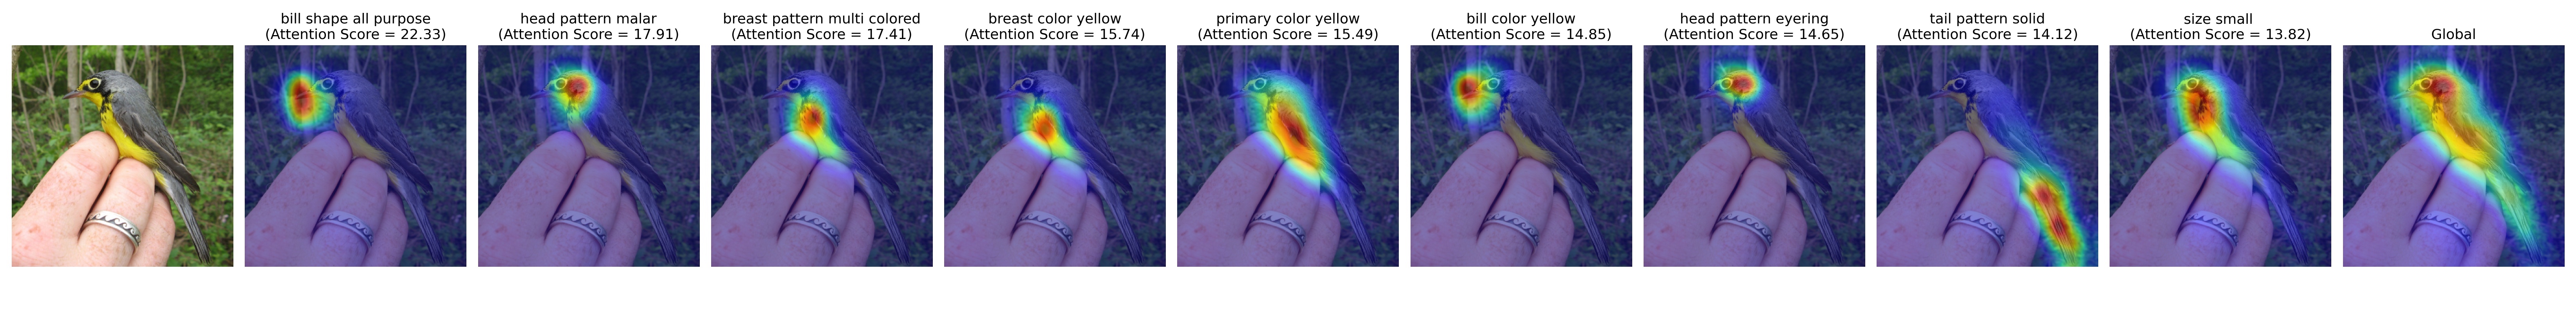 bill shape all purpose
(Attention Score = 22.33)
head pattern malar
(Attention Score = 17.91)
breast pattern multi colored
(Attention Score = 17.41)
breast color yellow
(Attention Score = 15.74)
primary color yellow
(Attention Score = 15.49)
bill color yellow
(Attention Score = 14.85)
head pattern eyering
(Attention Score = 14.65)
tail pattern solid
(Attention Score = 14.12)
size small
(Attention Score = 13.82)
Global